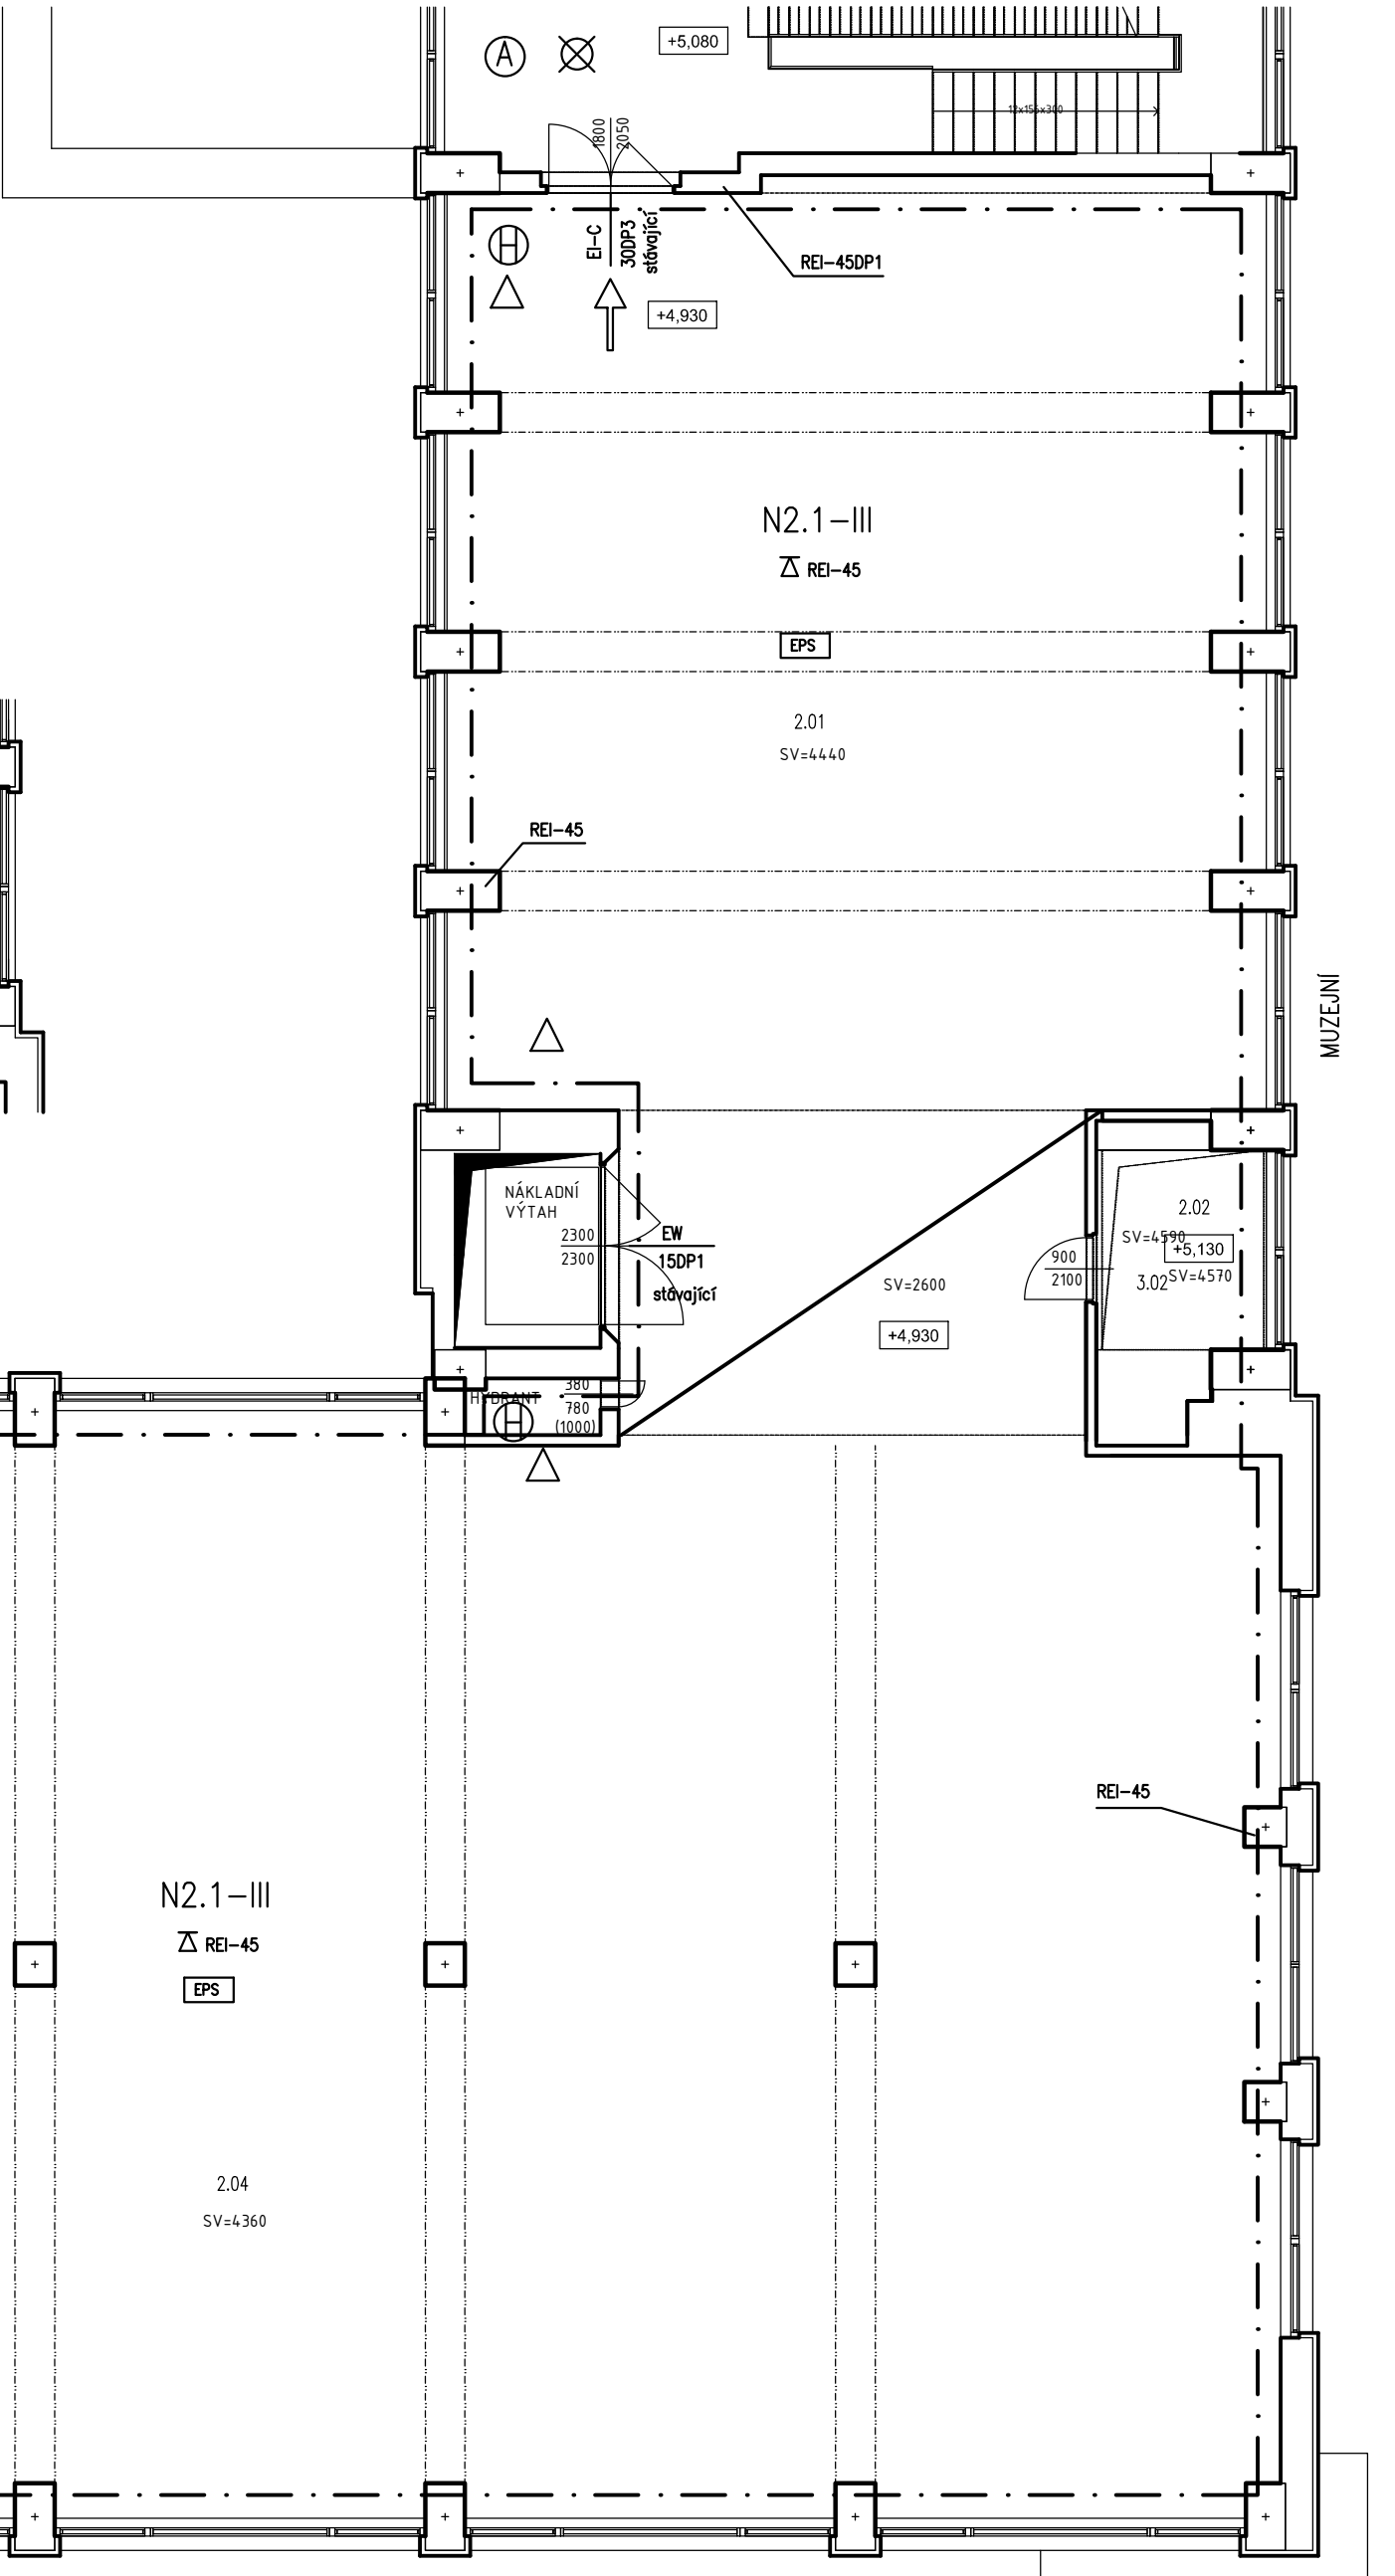 A
+5,080
12x155x300
1800
2050
H
EI-C
30DP3
stávající
REI-45DP1
+4,930
N2.1-III
REI-45
EPS
2.01
SV=4440
REI-45
MUZEJNÍ
NÁKLADNÍ
VÝTAH
2300
2300
EW
15DP1
stávající
2.02
SV=4590
+5,130
900
2100
3.02
SV=4570
SV=2600
+4,930
HYDRANT
H
380
780
(1000)
REI-45
N2.1-III
REI-45
EPS
2.04
SV=4360